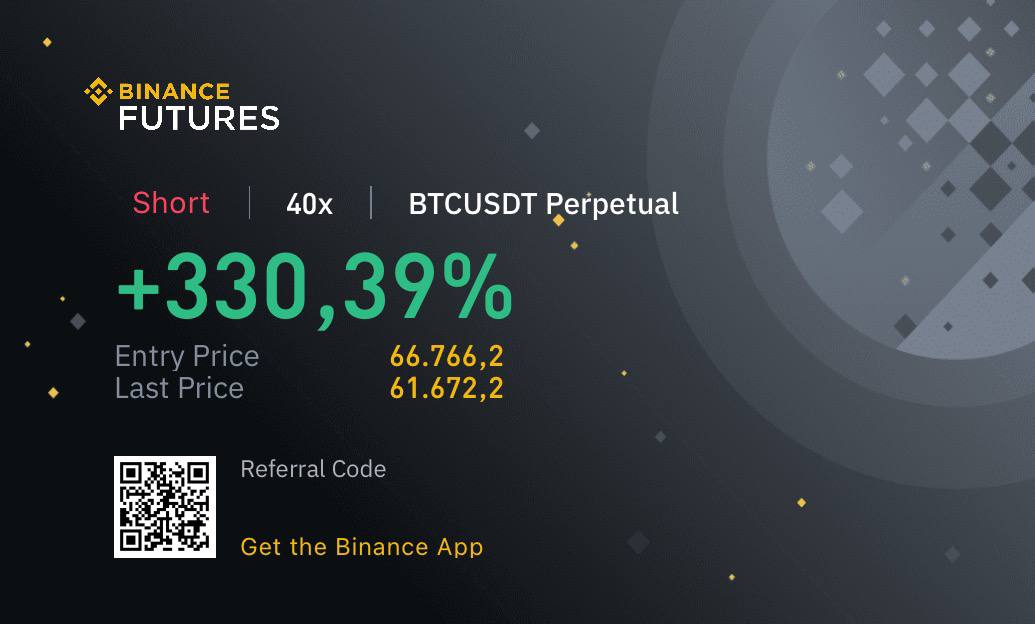 BINANCE
FUTURES
Short | 40x | BTCUSDT Perpetual
+330,39%
Entry Price 66.766,2
Last Price 61.672,2
Referral Code
Get the Binance App